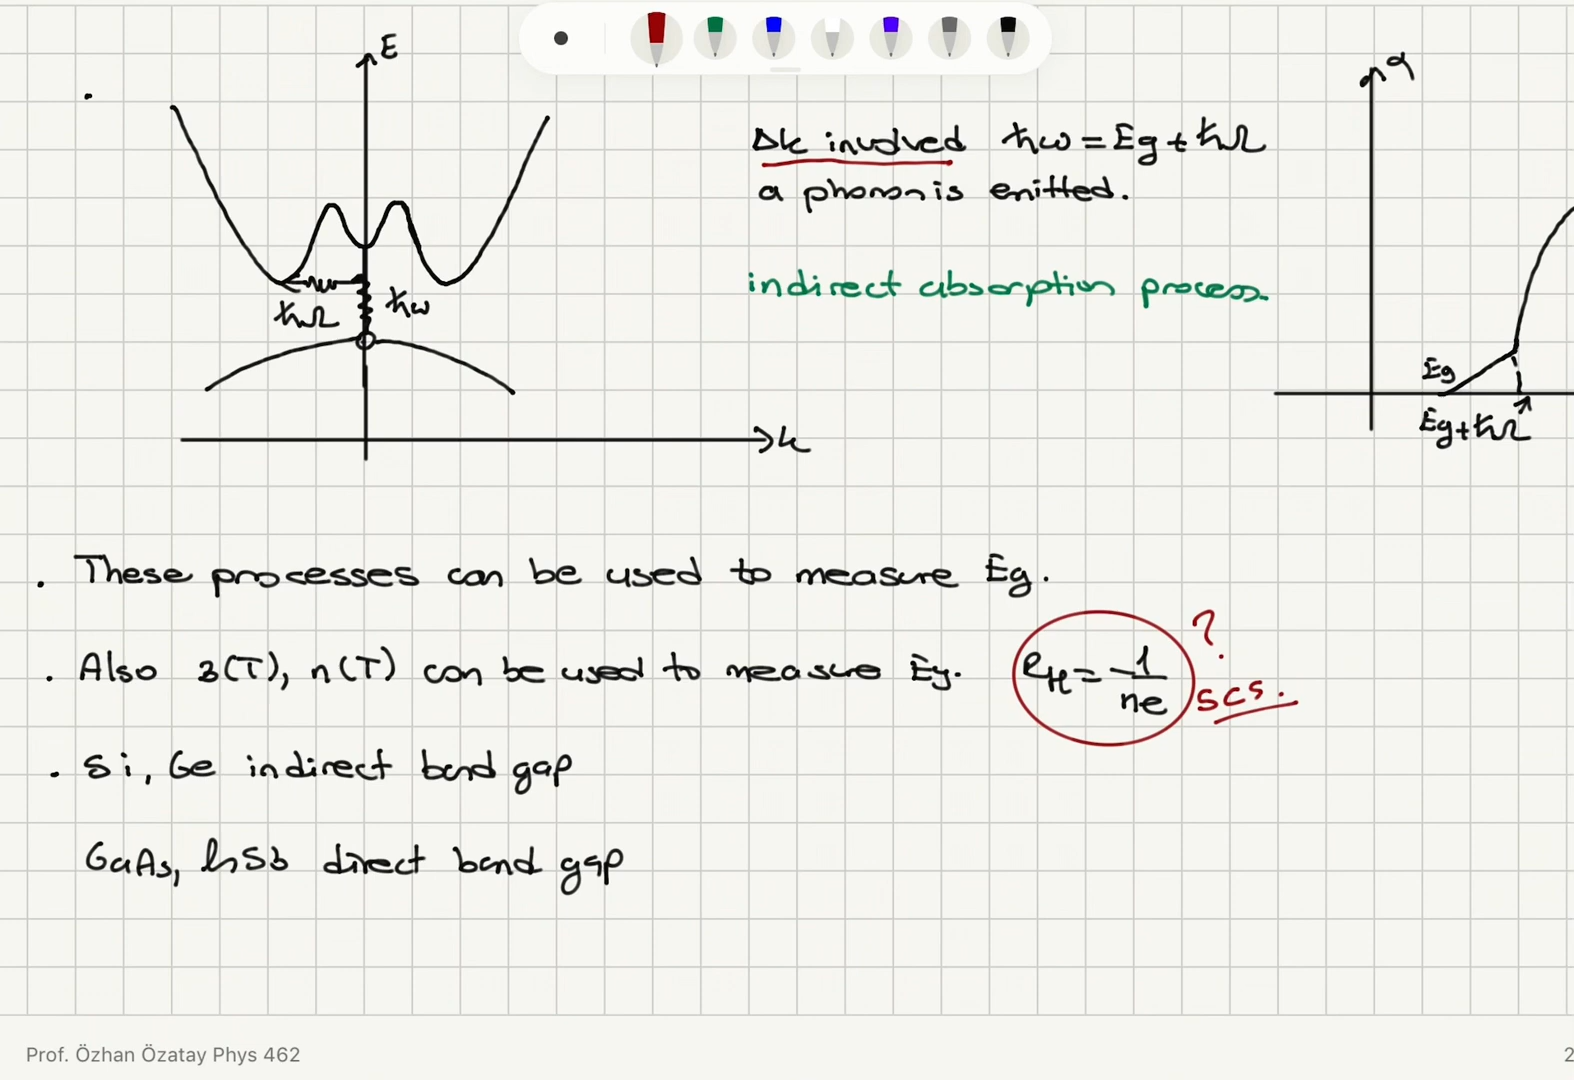 E
Δk involved ħω = Eg + ħΩ
a phonon is emitted.
indirect absorption process.
ħΩ
ħω
k
α
Eg
Eg+ħΩ
. These processes can be used to measure Eg.
. Also 3(T), n(T) can be used to measure Eg. R_H = -1/ne ? SCS.
. Si, Ge indirect band gap
GaAs, InSb direct band gap
Prof. Özhan Özatay Phys 462
2